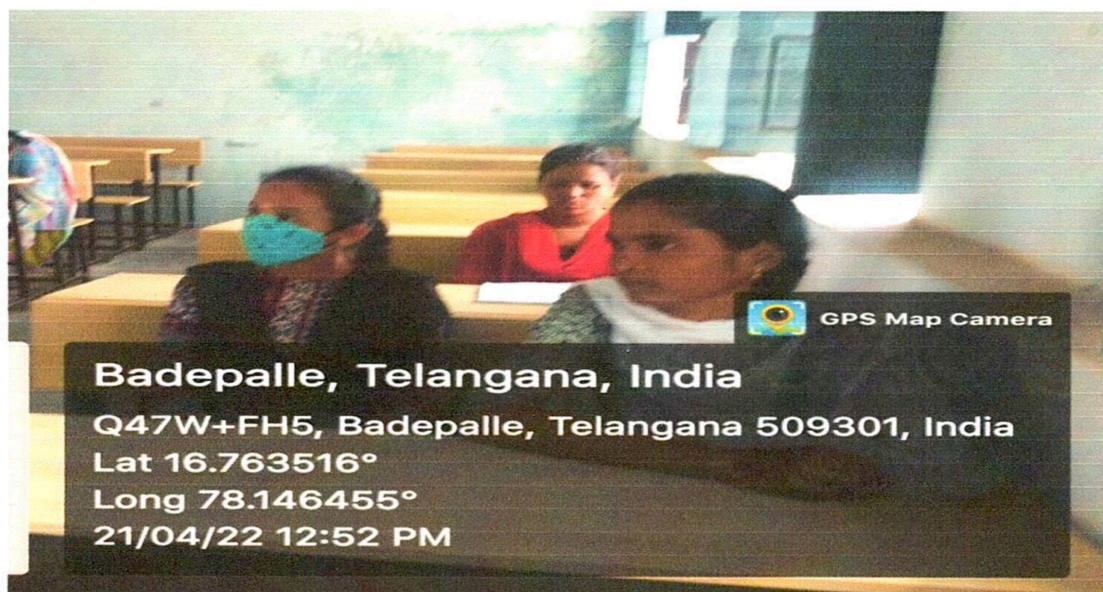 GPS Map Camera
Badepalle, Telangana, India
Q47W+FH5, Badepalle, Telangana 509301, India
Lat 16.763516°
Long 78.146455°
21/04/22 12:52 PM